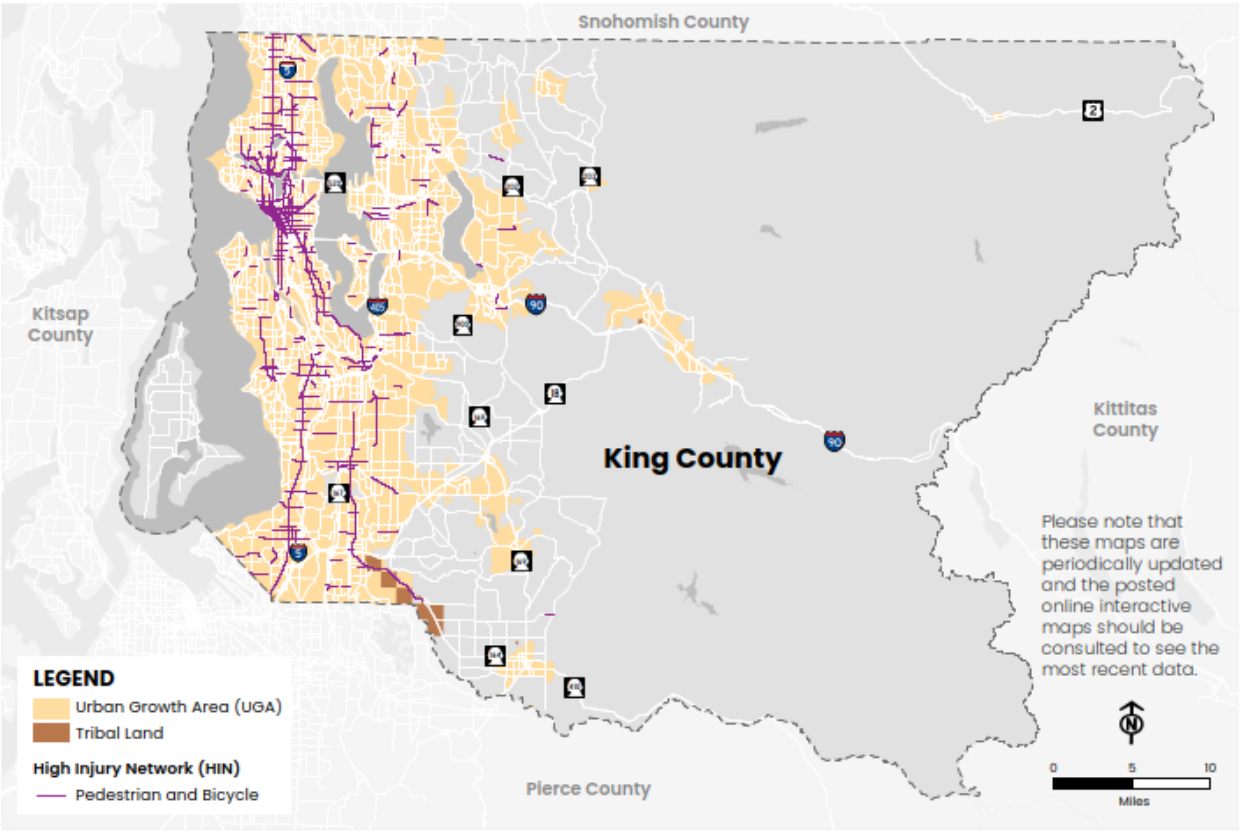 Snohomish County
5
2
405
90
Kitsap
County
18
Kittitas
County
90
King County
Please note that
these maps are
periodically updated
and the posted
online interactive
maps should be
consulted to see the
most recent data.
5
LEGEND
Urban Growth Area (UGA)
Tribal Land
High Injury Network (HIN)
Pedestrian and Bicycle
N
0 5 10
Miles
Pierce County